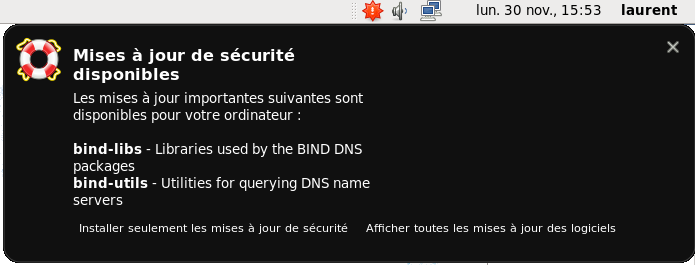 lun. 30 nov., 15:53 laurent
Mises à jour de sécurité
disponibles
Les mises à jour importantes suivantes sont
disponibles pour votre ordinateur :
bind-libs - Libraries used by the BIND DNS
packages
bind-utils - Utilities for querying DNS name
servers
Installer seulement les mises à jour de sécurité Afficher toutes les mises à jour des logiciels